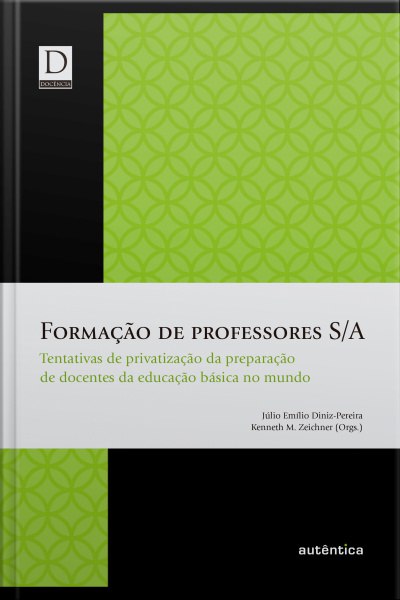 D
DOCÊNCIA
FORMAÇÃO DE PROFESSORES S/A
Tentativas de privatização da preparação
de docentes da educação básica no mundo
Júlio Emílio Diniz-Pereira
Kenneth M. Zeichner (Orgs.)
autêntica